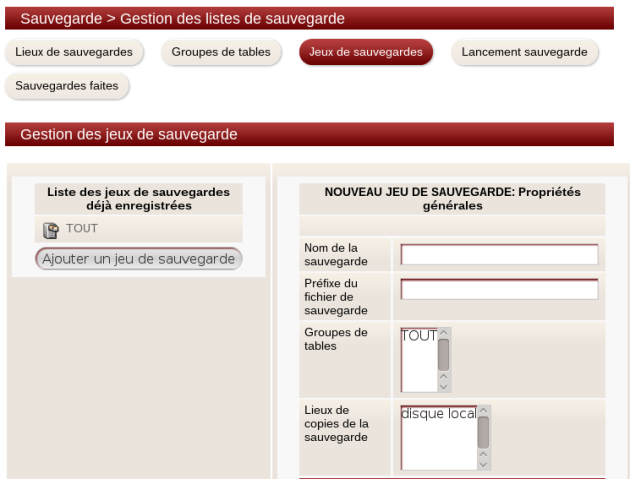 Sauvegarde > Gestion des listes de sauvegarde
Lieux de sauvegardes
Groupes de tables
Jeux de sauvegardes
Lancement sauvegarde
Sauvegardes faites
Gestion des jeux de sauvegarde
Liste des jeux de sauvegardes
déjà enregistrées
TOUT
Ajouter un jeu de sauvegarde
NOUVEAU JEU DE SAUVEGARDE: Propriétés
générales
Nom de la
sauvegarde
Préfixe du
fichier de
sauvegarde
Groupes de
tables
TOUT
Lieux de
copies de la
sauvegarde
disque local